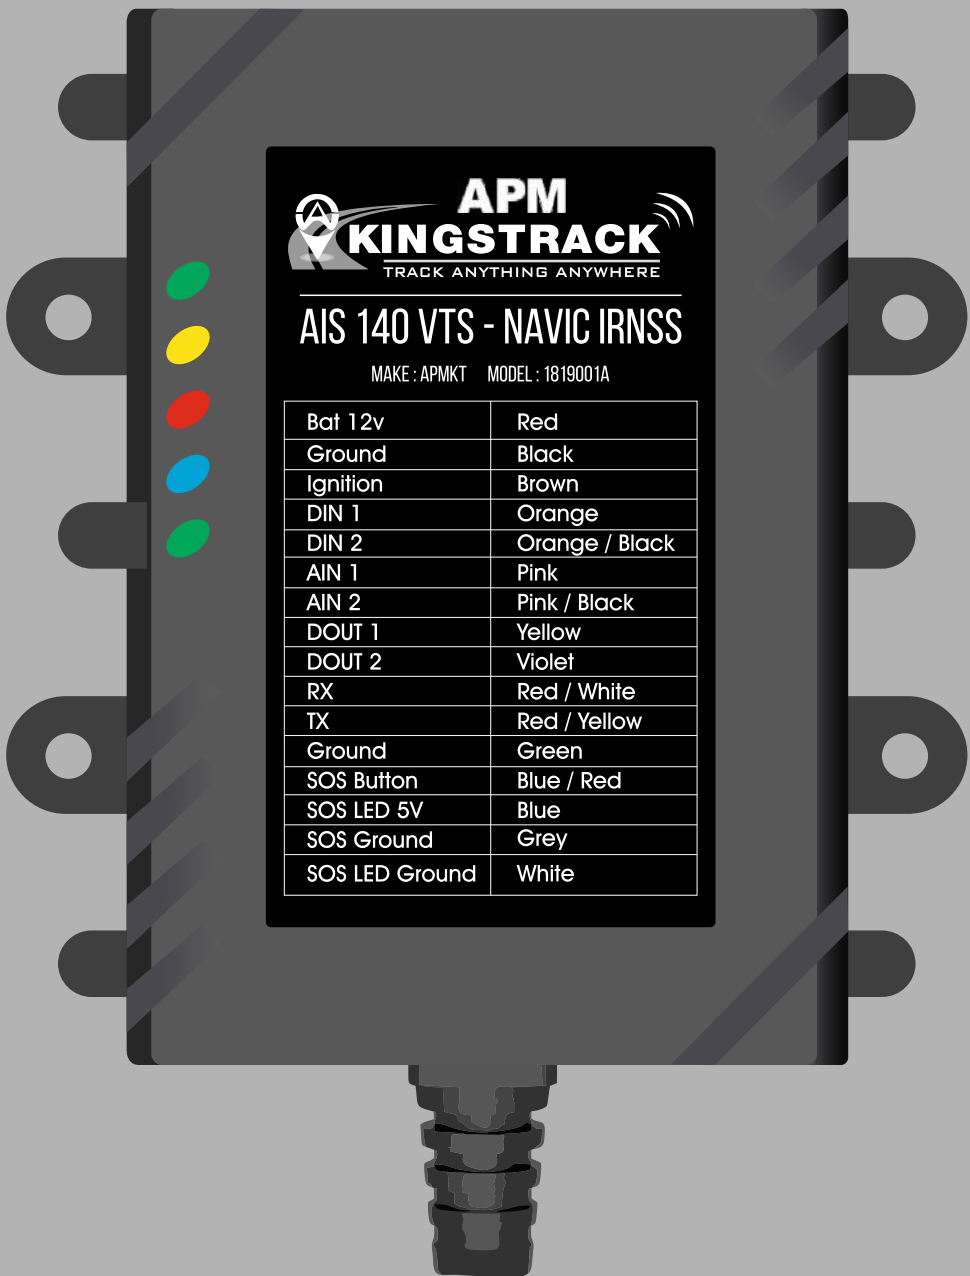 APM
KINGSTRACK
TRACK ANYTHING ANYWHERE
AIS 140 VTS - NAVIC IRNSS
MAKE : APMKT MODEL : 1819001A
Bat 12v Red
Ground Black
Ignition Brown
DIN 1 Orange
DIN 2 Orange / Black
AIN 1 Pink
AIN 2 Pink / Black
DOUT 1 Yellow
DOUT 2 Violet
RX Red / White
TX Red / Yellow
Ground Green
SOS Button Blue / Red
SOS LED 5V Blue
SOS Ground Grey
SOS LED Ground White